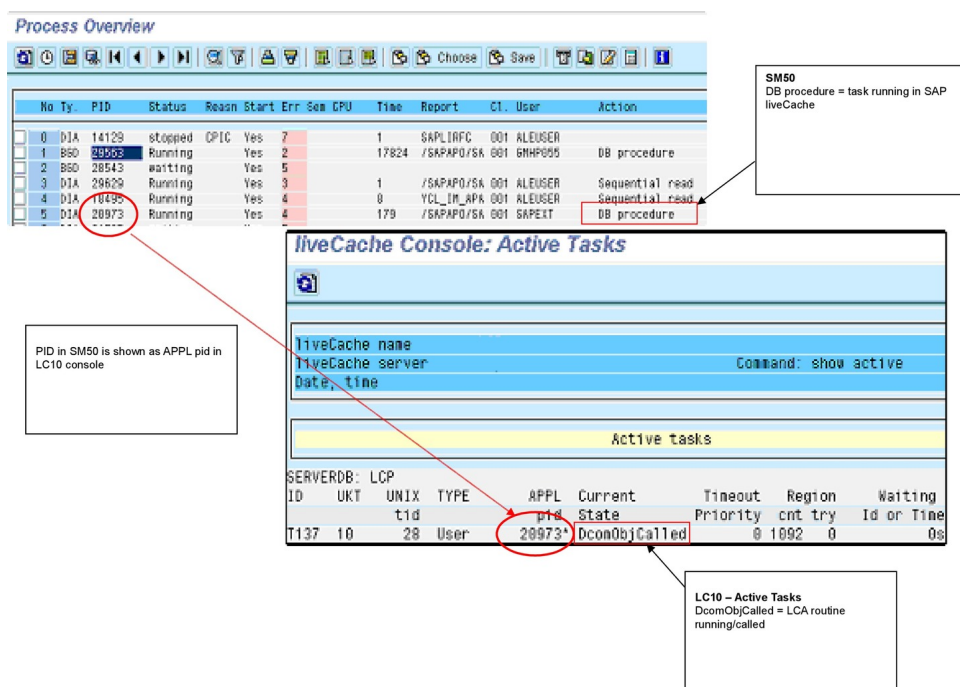 Process Overview
Choose Save
No Ty. PID Status Reasn Start Err Sem CPU Time Report Cl. User Action
0 DIA 14129 stopped CPIC Yes 7 1 SAPLIRFC 001 ALEUSER
1 BGD 29563 Running Yes 2 17824 /SAPAPO/SA 001 GMHP055 DB procedure
2 BGD 28543 waiting Yes 5
3 DIA 29629 Running Yes 3 1 /SAPAPO/SA 001 ALEUSER Sequential read
4 DIA 18495 Running Yes 4 8 YCL_IM_APA 001 ALEUSER Sequential read
5 DIA 20973 Running Yes 4 179 /SAPAPO/SA 001 SAPEXT DB procedure
SM50
DB procedure = task running in SAP
liveCache
PID in SM50 is shown as APPL pid in
LC10 console
liveCache Console: Active Tasks
liveCache name
liveCache server Command: show active
Date, time
Active tasks
SERVERDB: LCP
ID UKT UNIX TYPE APPL Current Timeout Region Waiting
tid pid State Priority cnt try Id or Time
T137 10 28 User 20973* DcomObjCalled 0 1092 0 0s
LC10 – Active Tasks
DcomObjCalled = LCA routine
running/called